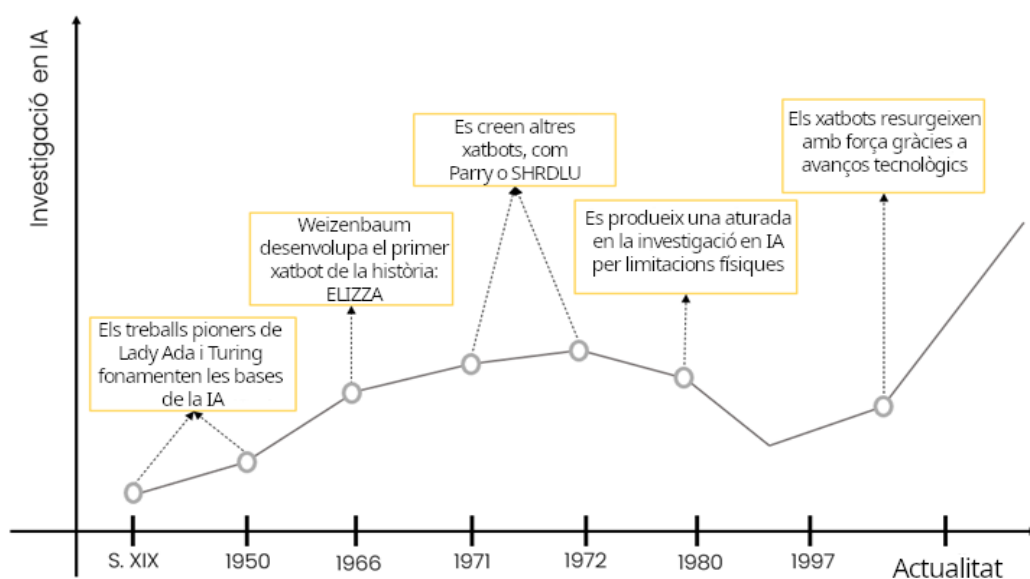 Investigació en IA
Els treballs pioners de
Lady Ada i Turing
fonamenten les bases
de la IA
Weizenbaum
desenvolupa el primer
xatbot de la història:
ELIZZA
Es creen altres
xatbots, com
Parry o SHRDLU
Es produeix una aturada
en la investigació en IA
per limitacions físiques
Els xatbots resurgeixen
amb força gràcies a
avanços tecnològics
S. XIX
1950
1966
1971
1972
1980
1997
Actualitat